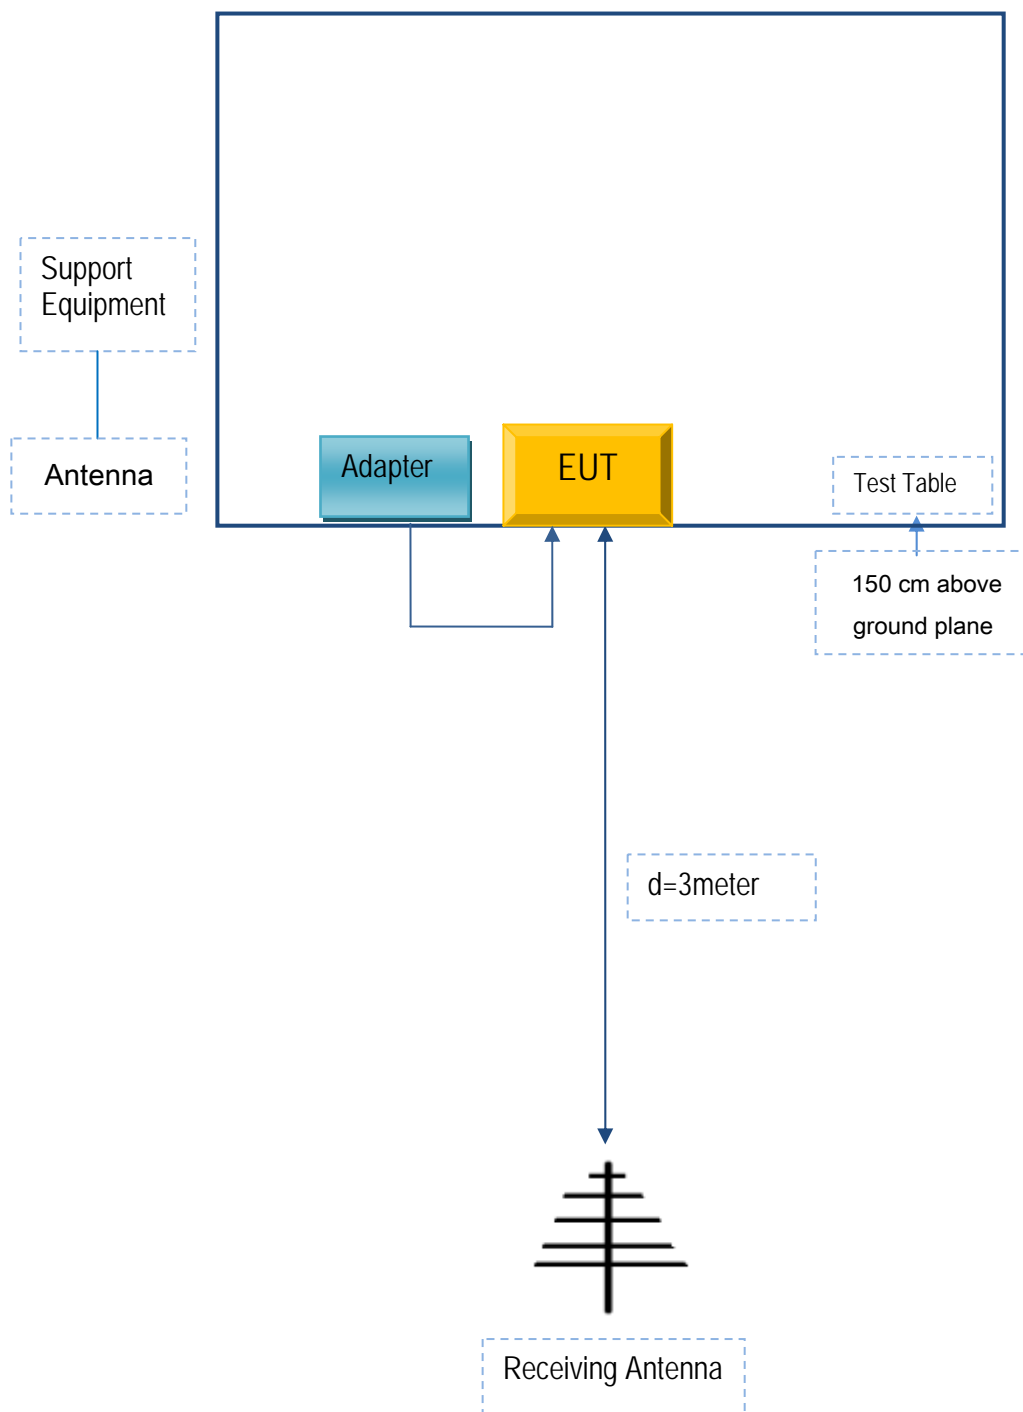 Support
Equipment
Antenna
Adapter
EUT
Test Table
150 cm above
ground plane
d=3meter
Receiving Antenna